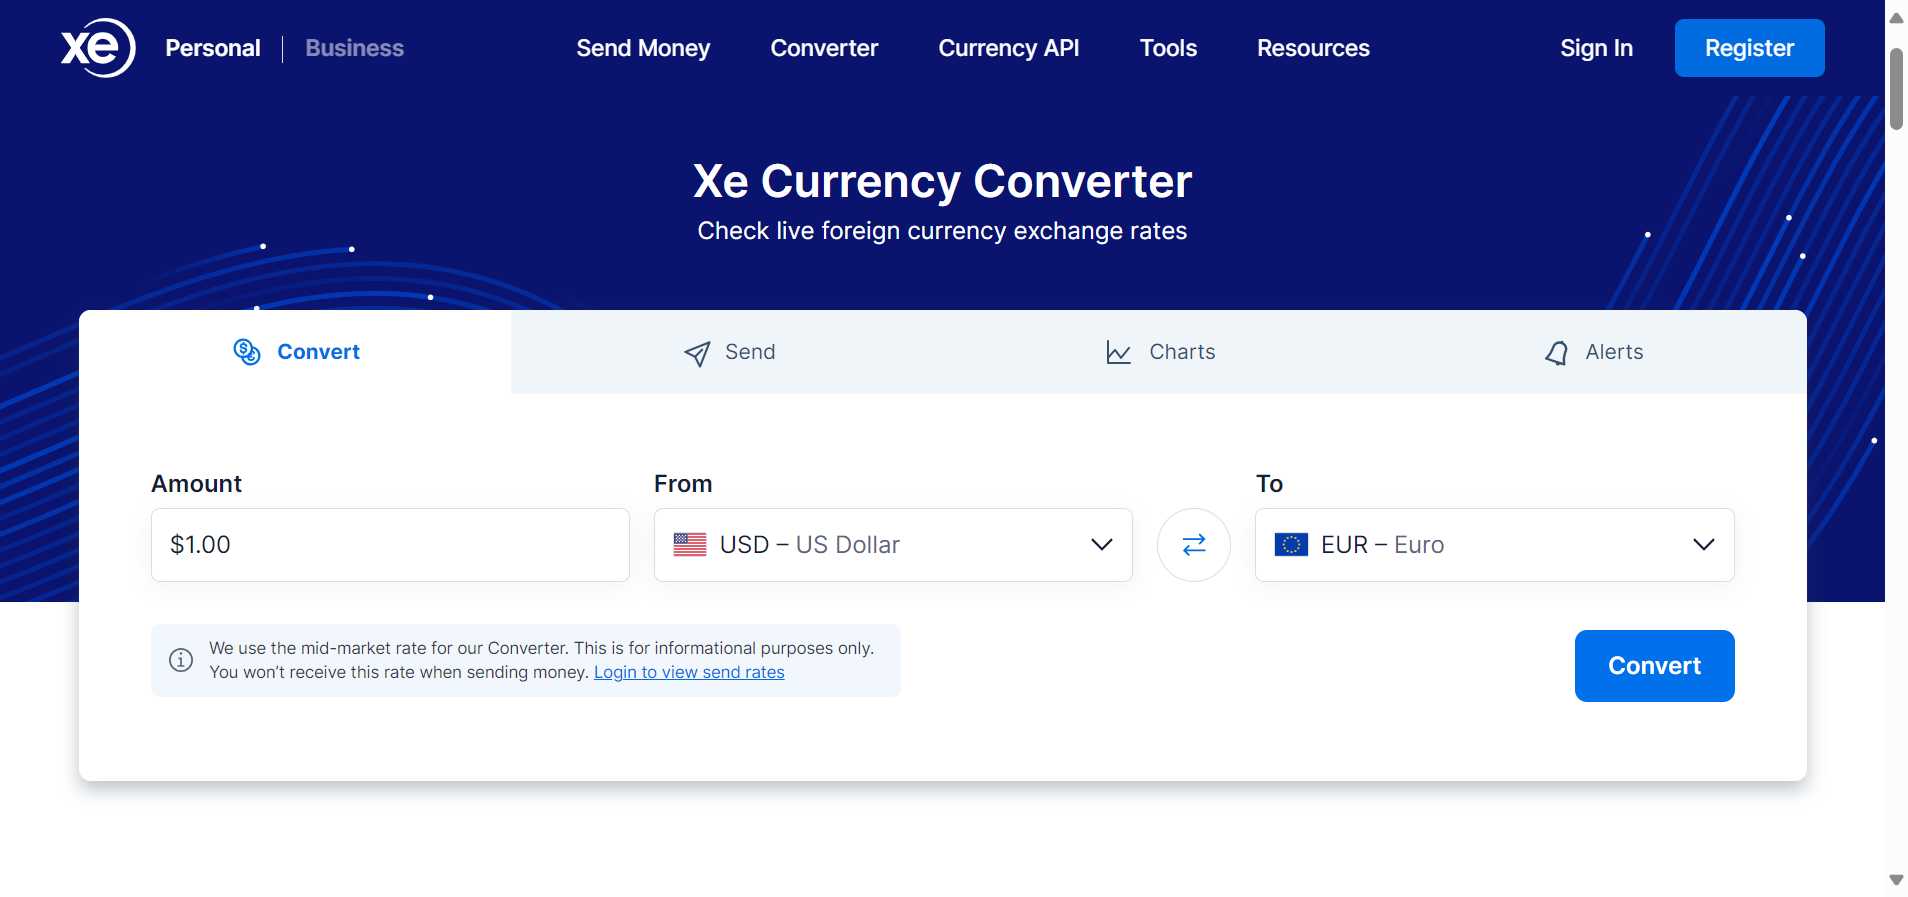 xe Personal Business Send Money Converter Currency API Tools Resources Sign In Register
Xe Currency Converter
Check live foreign currency exchange rates
Convert Send Charts Alerts
Amount From To
$1.00 USD – US Dollar EUR – Euro
We use the mid-market rate for our Converter. This is for informational purposes only.
You won’t receive this rate when sending money. Login to view send rates
Convert